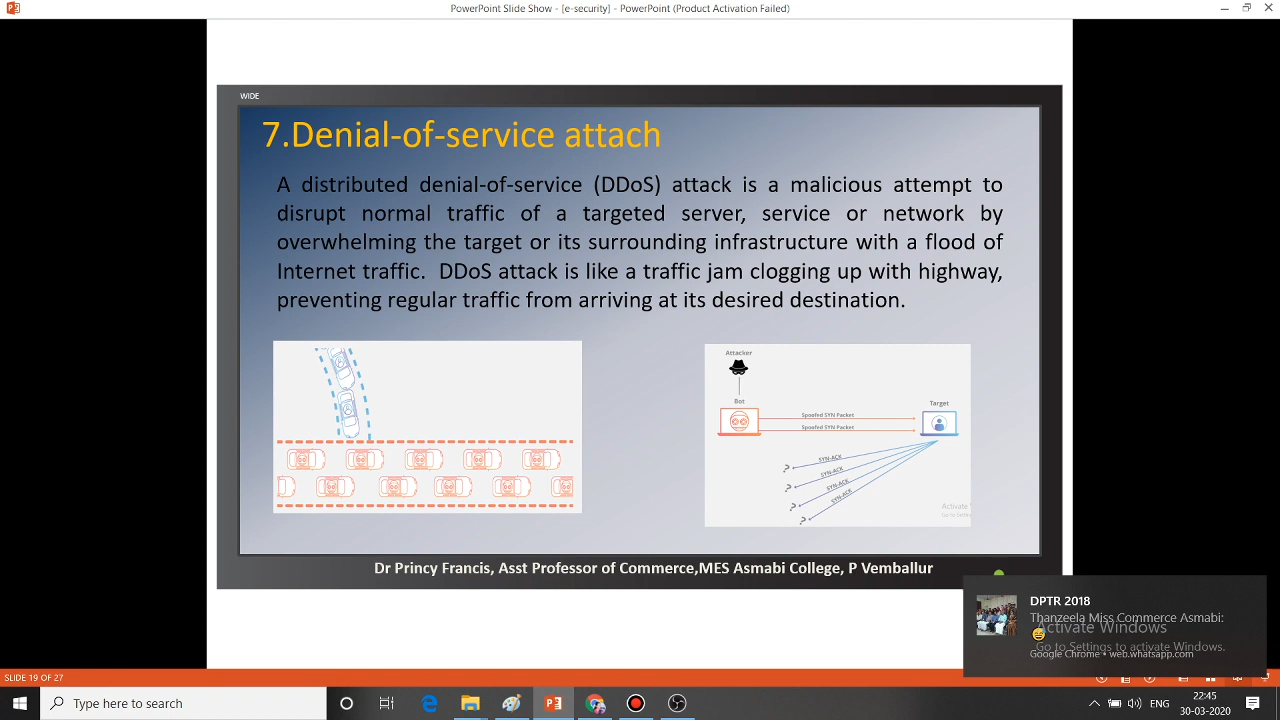 PowerPoint Slide Show - [e-security] - PowerPoint (Product Activation Failed)
WIDE
7.Denial-of-service attach
A distributed denial-of-service (DDoS) attack is a malicious attempt to
disrupt normal traffic of a targeted server, service or network by
overwhelming the target or its surrounding infrastructure with a flood of
Internet traffic. DDoS attack is like a traffic jam clogging up with highway,
preventing regular traffic from arriving at its desired destination.
Attacker
Bot
Target
Spoofed SYN Packet
Spoofed SYN Packet
SYN-ACK
SYN-ACK
SYN-ACK
SYN-ACK
?
?
?
?
Activate
Dr Princy Francis, Asst Professor of Commerce,MES Asmabi College, P Vemballur
DPTR 2018
Thanzeela Miss Commerce Asmabi:
😄
Activate Windows
Go to Settings to activate Windows.
Google Chrome • web.whatsapp.com
SLIDE 19 OF 27
Type here to search
ENG
22:45
30-03-2020